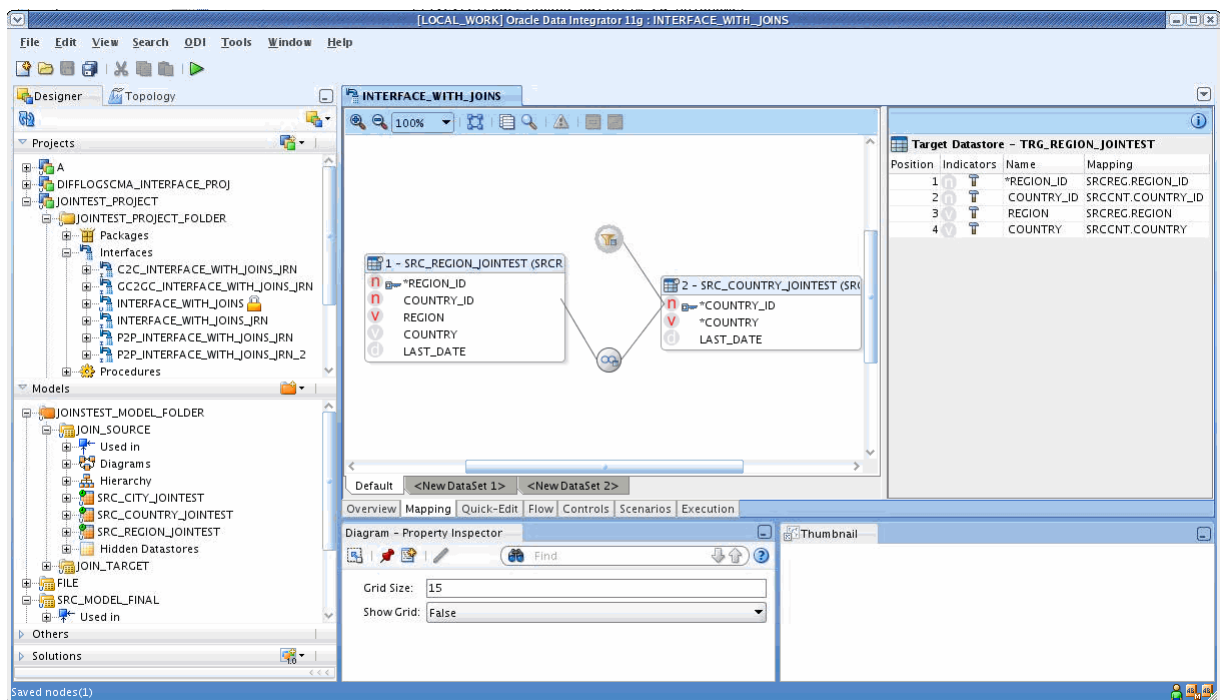 [LOCAL_WORK] Oracle Data Integrator 11g : INTERFACE_WITH_JOINS
File Edit View Search ODI Tools Window Help
Designer Topology
Projects
A
DIFFLOGSCMA_INTERFACE_PROJ
JOINTEST_PROJECT
JOINTEST_PROJECT_FOLDER
Packages
Interfaces
C2C_INTERFACE_WITH_JOINS_JRN
GC2GC_INTERFACE_WITH_JOINS_JRN
INTERFACE_WITH_JOINS
INTERFACE_WITH_JOINS_JRN
P2P_INTERFACE_WITH_JOINS_JRN
P2P_INTERFACE_WITH_JOINS_JRN_2
Procedures
Models
JOINSTEST_MODEL_FOLDER
JOIN_SOURCE
Used in
Diagrams
Hierarchy
SRC_CITY_JOINTEST
SRC_COUNTRY_JOINTEST
SRC_REGION_JOINTEST
Hidden Datastores
JOIN_TARGET
FILE
SRC_MODEL_FINAL
Used in
Others
Solutions
INTERFACE_WITH_JOINS
100%
1 - SRC_REGION_JOINTEST (SRCR
n *REGION_ID
n COUNTRY_ID
v REGION
v COUNTRY
d LAST_DATE
2 - SRC_COUNTRY_JOINTEST (SR
n *COUNTRY_ID
v *COUNTRY
d LAST_DATE
Default <New DataSet 1> <New DataSet 2>
Overview Mapping Quick-Edit Flow Controls Scenarios Execution
Target Datastore - TRG_REGION_JOINTEST
Position Indicators Name Mapping
1 n *REGION_ID SRCREG.REGION_ID
2 n COUNTRY_ID SRCCNT.COUNTRY_ID
3 v REGION SRCREG.REGION
4 v COUNTRY SRCCNT.COUNTRY
Diagram - Property Inspector
Find
Grid Size: 15
Show Grid: False
Thumbnail
Saved nodes(1)